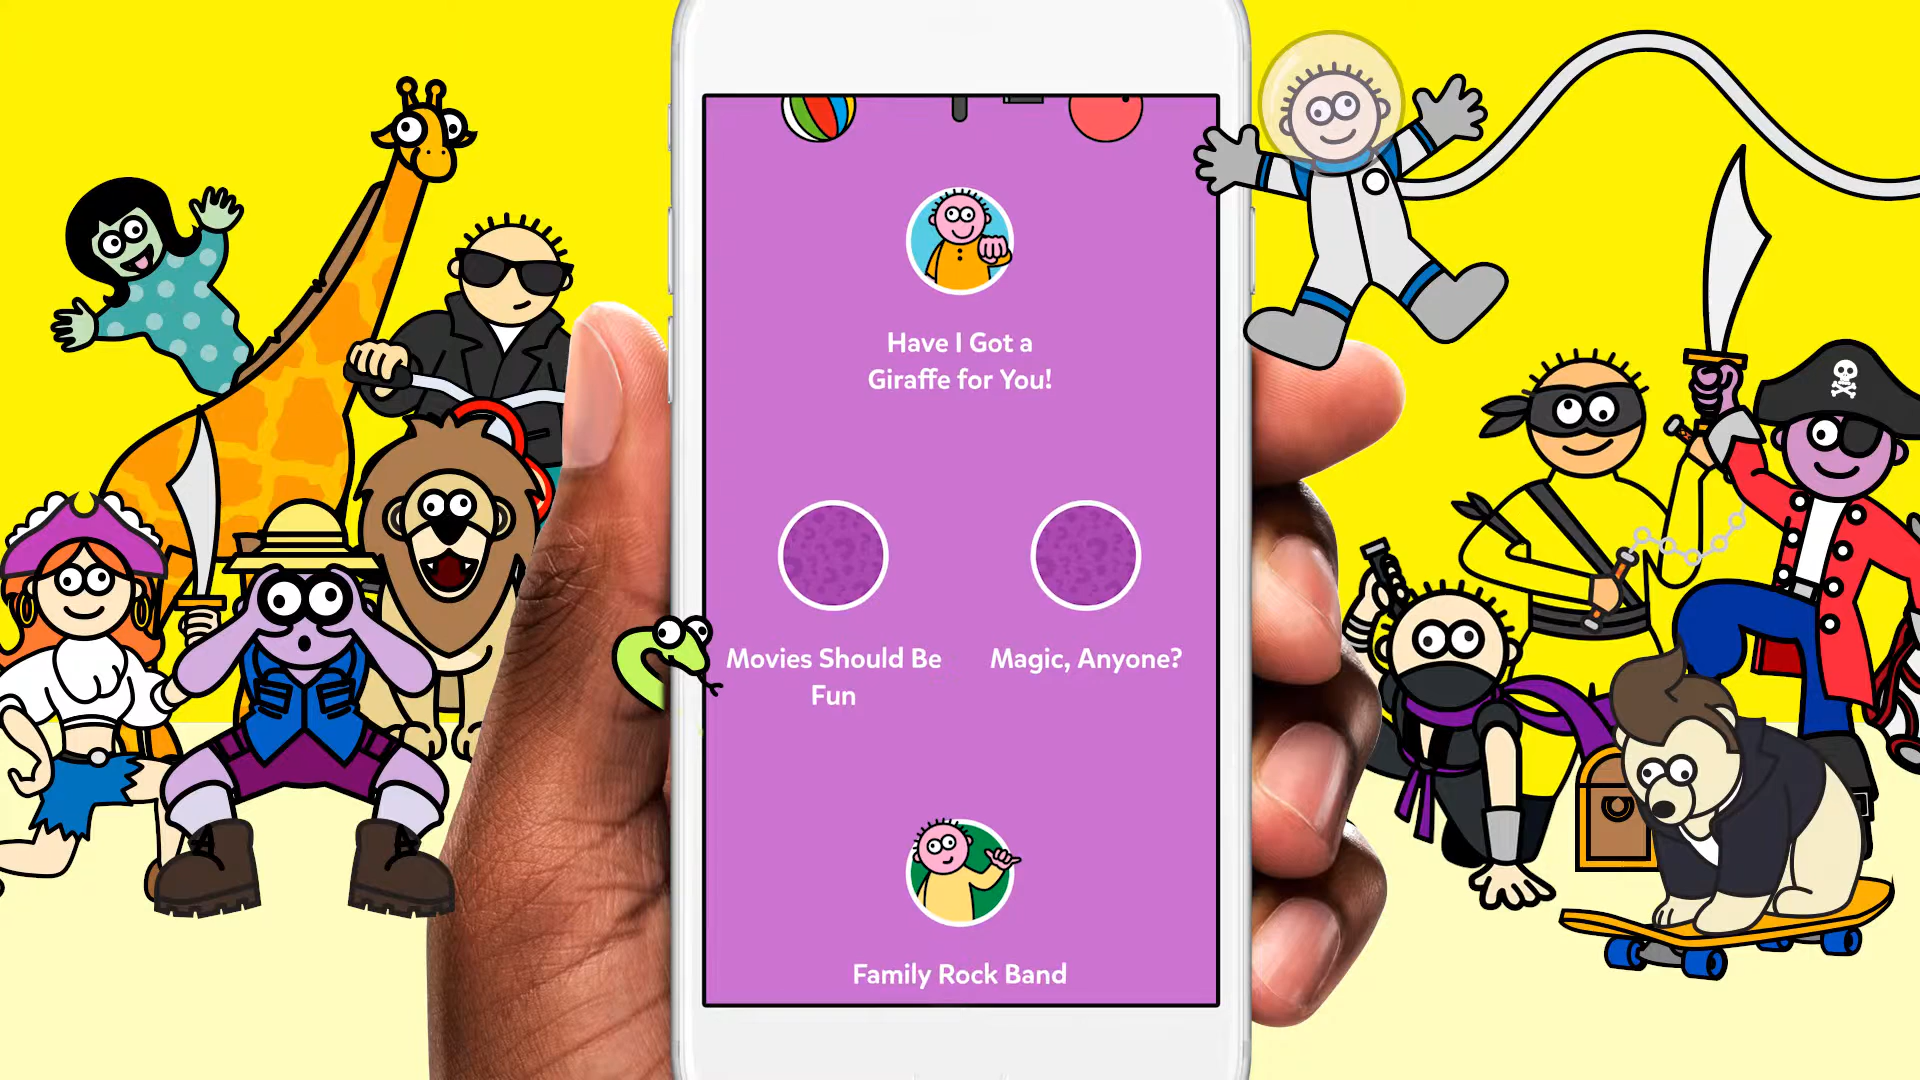 Have I Got a
Giraffe for You!
Movies Should Be
Fun
Magic, Anyone?
Family Rock Band